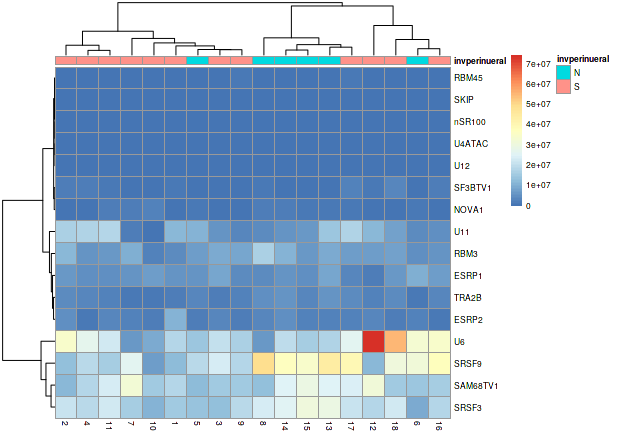 invperinueral
7e+07
6e+07
5e+07
4e+07
3e+07
2e+07
1e+07
0
invperinueral
N
S
RBM45
SKIP
nSR100
U4ATAC
U12
SF3BTV1
NOVA1
U11
RBM3
ESRP1
TRA2B
ESRP2
U6
SRSF9
SAM68TV1
SRSF3
2 4 11 7 10 1 5 3 9 8 14 15 13 17 12 18 6 16